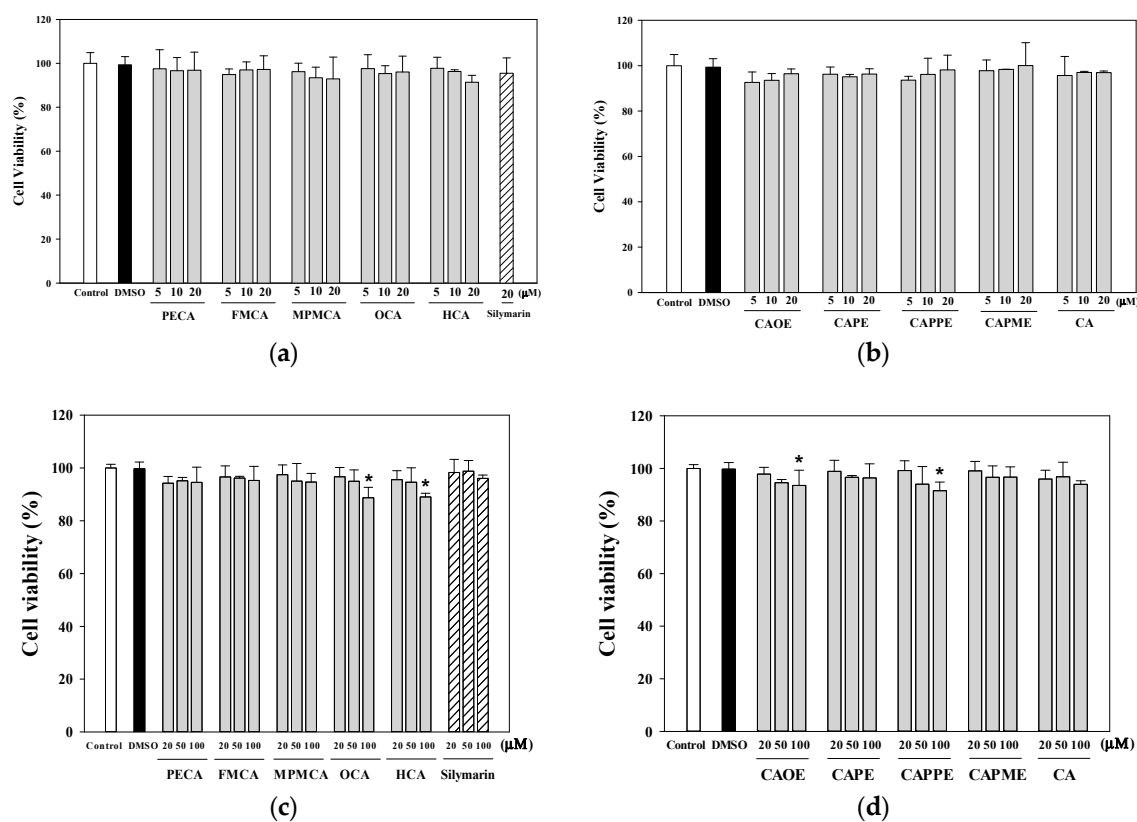 120
100
80
60
40
20
0
Cell Viability (%)
Control DMSO 5 10 20 5 10 20 5 10 20 5 10 20 5 10 20 20 (μM)
PECA FMCA MPMCA OCA HCA Silymarin
(a)
120
100
80
60
40
20
0
Cell Viability (%)
Control DMSO 5 10 20 5 10 20 5 10 20 5 10 20 5 10 20 (μM)
CAOE CAPE CAPPE CAPME CA
(b)
120
100
80
60
40
20
0
Cell viability (%)
* *
Control DMSO 20 50 100 20 50 100 20 50 100 20 50 100 20 50 100 20 50 100 (μM)
PECA FMCA MPMCA OCA HCA Silymarin
(c)
120
100
80
60
40
20
0
Cell viability (%)
* *
Control DMSO 20 50 100 20 50 100 20 50 100 20 50 100 20 50 100 (μM)
CAOE CAPE CAPPE CAPME CA
(d)